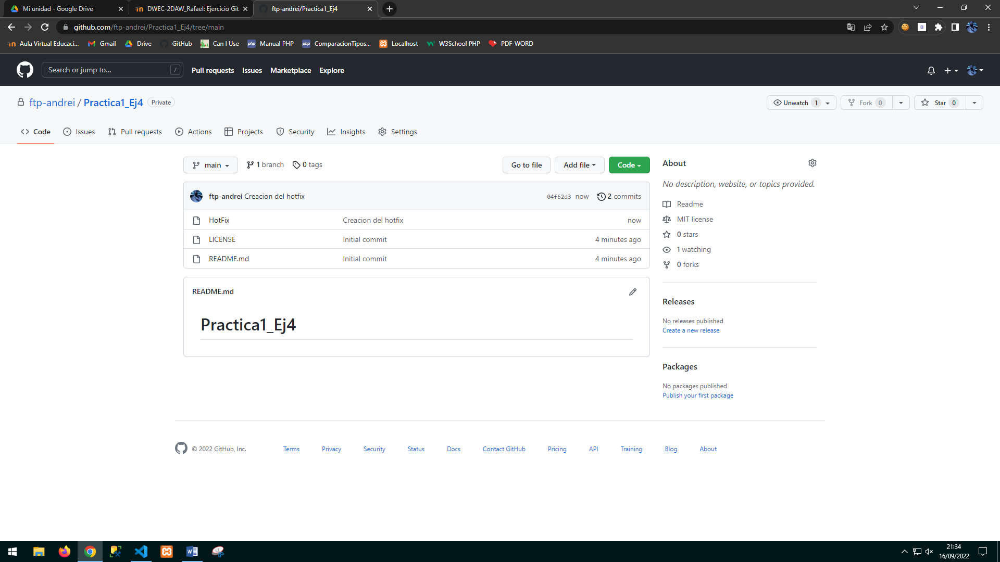 Mi unidad - Google Drive
DWEC-2DAW_Rafael: Ejercicio Git
ftp-andrei/Practica1_Ej4
github.com/ftp-andrei/Practica1_Ej4/tree/main
Aula Virtual Educaci...
Gmail
Drive
GitHub
Can I Use
php Manual PHP
php ComparacionTipos...
Localhost
W3School PHP
PDF-WORD
Search or jump to...
/
Pull requests
Issues
Marketplace
Explore
ftp-andrei / Practica1_Ej4
Private
Unwatch 1
Fork 0
Star 0
Code
Issues
Pull requests
Actions
Projects
Security
Insights
Settings
main
1 branch
0 tags
Go to file
Add file
Code
ftp-andrei Creacion del hotfix
04f62d3 now
2 commits
HotFix Creacion del hotfix now
LICENSE Initial commit 4 minutes ago
README.md Initial commit 4 minutes ago
README.md
Practica1_Ej4
About
No description, website, or topics provided.
Readme
MIT license
0 stars
1 watching
0 forks
Releases
No releases published
Create a new release
Packages
No packages published
Publish your first package
© 2022 GitHub, Inc.
Terms
Privacy
Security
Status
Docs
Contact GitHub
Pricing
API
Training
Blog
About
21:34
16/09/2022